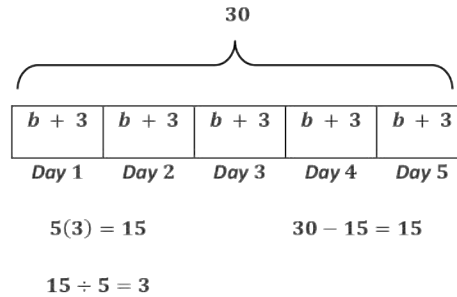 30
b + 3 b + 3 b + 3 b + 3 b + 3
Day 1 Day 2 Day 3 Day 4 Day 5
5(3) = 15 30 − 15 = 15
15 ÷ 5 = 3